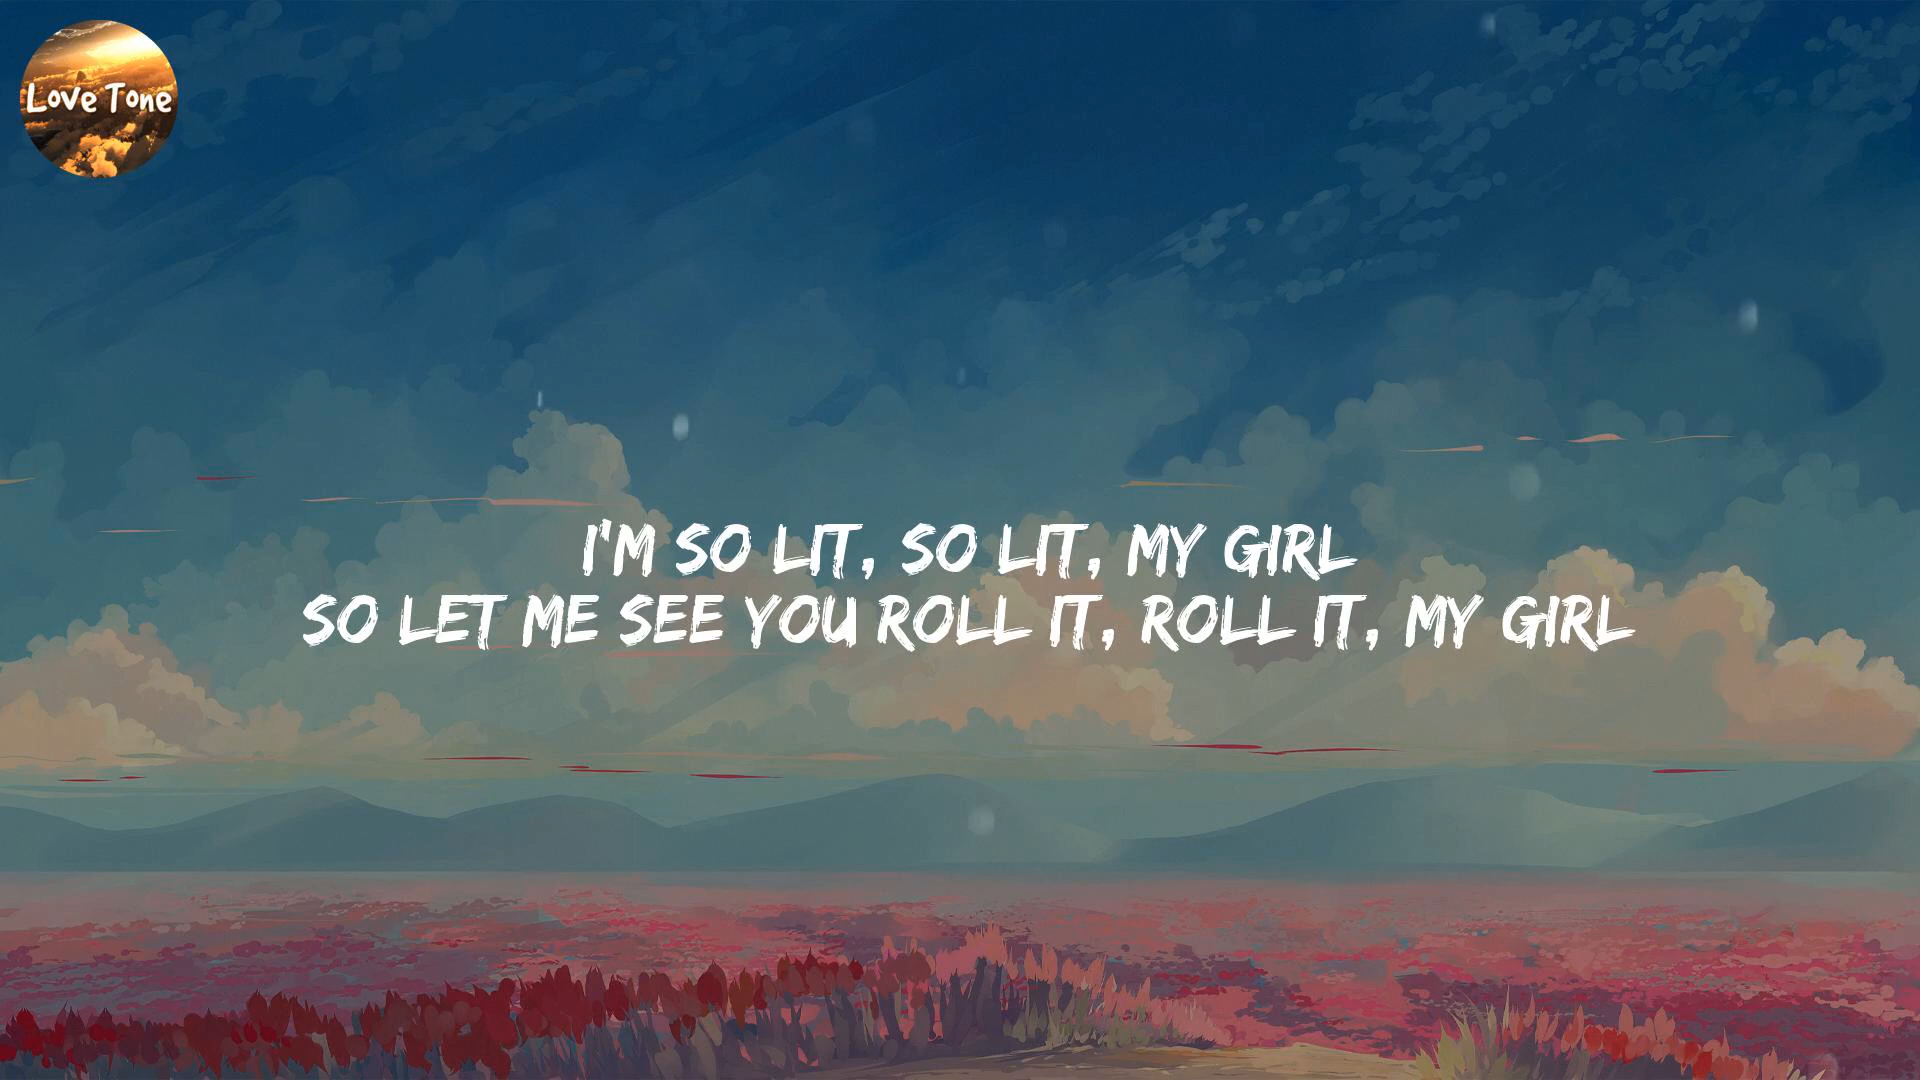 Love Tone
I'M SO LIT, SO LIT, MY GIRL
SO LET ME SEE YOU ROLL IT, ROLL IT, MY GIRL